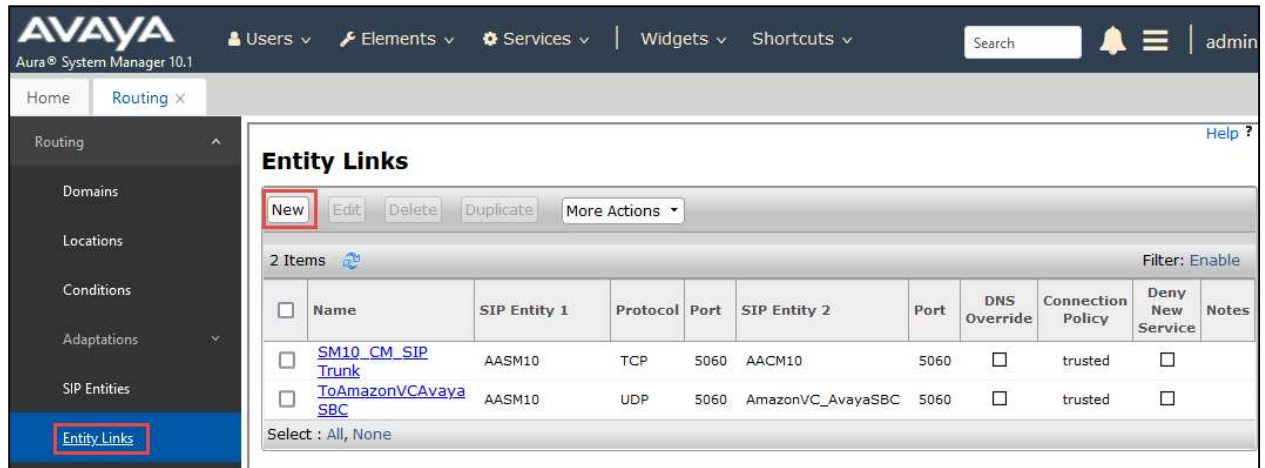 AVAYA
Aura® System Manager 10.1
Users Elements Services | Widgets Shortcuts Search admin
Home Routing ×
Routing
Domains
Locations
Conditions
Adaptations
SIP Entities
Entity Links
Help ?
Entity Links
New Edit Delete Duplicate More Actions
2 Items Filter: Enable
Name SIP Entity 1 Protocol Port SIP Entity 2 Port DNS Override Connection Policy Deny New Service Notes
SM10_CM_SIP Trunk AASM10 TCP 5060 AACM10 5060 trusted
ToAmazonVCAvayaSBC AASM10 UDP 5060 AmazonVC_AvayaSBC 5060 trusted
Select : All, None